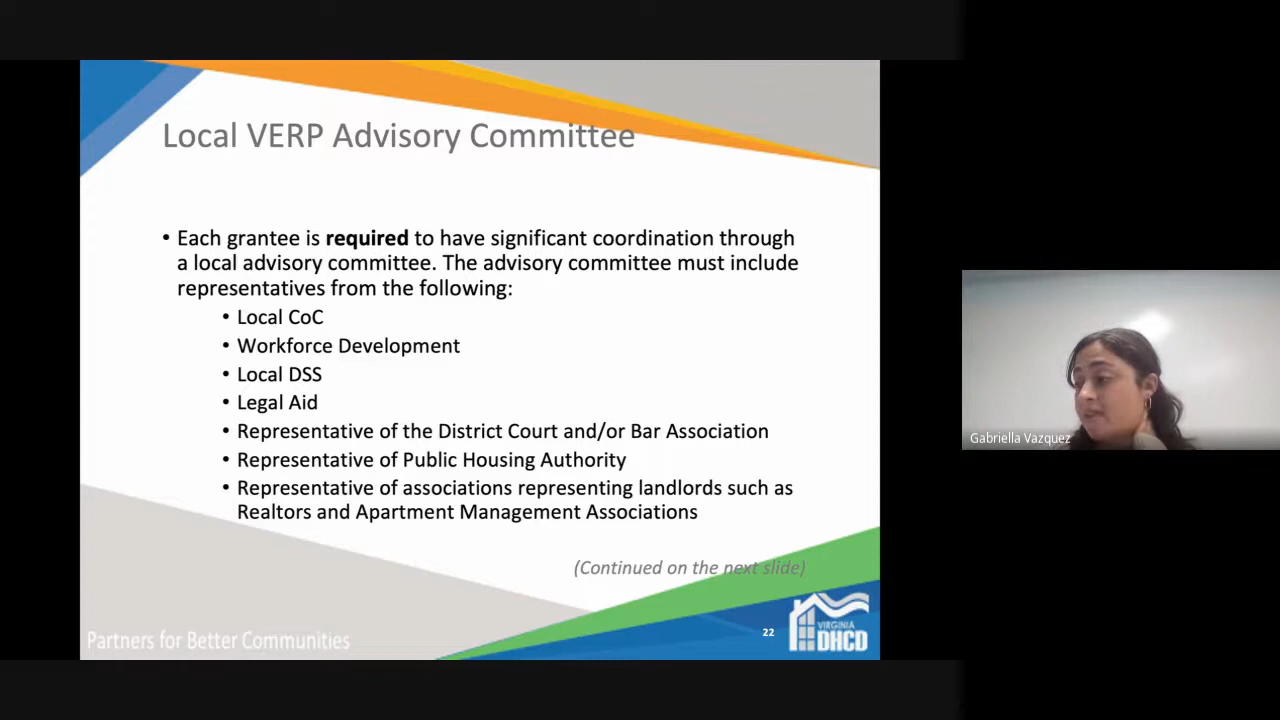 Local VERP Advisory Committee
• Each grantee is required to have significant coordination through
a local advisory committee. The advisory committee must include
representatives from the following:
• Local CoC
• Workforce Development
• Local DSS
• Legal Aid
• Representative of the District Court and/or Bar Association
• Representative of Public Housing Authority
• Representative of associations representing landlords such as
Realtors and Apartment Management Associations
(Continued on the next slide)
Partners for Better Communities
22
VIRGINIA
DHCD
Gabriella Vazquez